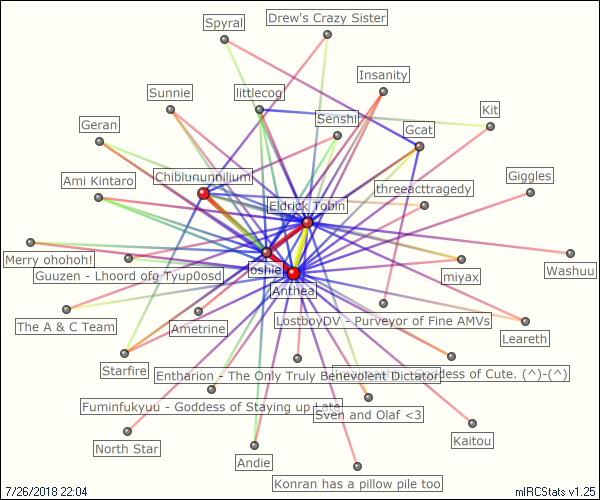 Drew's Crazy Sister
Spyral
Insanity
Sunnie
littlecog
Kit
Senshi
Geran
Gcat
Chibiununnilium
Giggles
Ami Kintaro
threeacttragedy
Eldrick Tobin
Merry ohohoh!
oshie
Washuu
Guuzen - Lhoord ofg Tyup0osd
miyax
Anthea
LostboyDV - Purveyor of Fine AMVs
The A & C Team
Ametrine
Leareth
Starfire
Entharion - The Only Truly Benevolent Dictator
ddess of Cute. (^)-(^)
Fuminfukyuu - Goddess of Staying up Late
Sven and Olaf <3
Kaitou
North Star
Andie
Konran has a pillow pile too
7/26/2018 22:04
mIRCStats v1.25